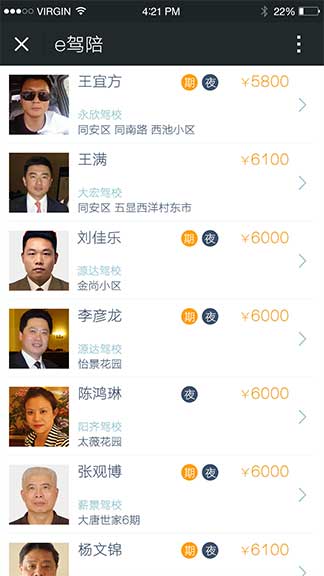 VIRGIN 4:21 PM 22%
e驾陪
王宜方 期 夜 ¥5800
永欣驾校
同安区 同南路 西池小区
王满 ¥6100
大宏驾校
同安区 五显西洋村东市
刘佳乐 期 夜 ¥6000
源达驾校
金尚小区
李彦龙 期 夜 ¥6000
源达驾校
怡景花园
陈鸿琳 夜 ¥6000
阳齐驾校
太薇花园
张观博 期 夜 ¥6000
薪景驾校
大唐世家6期
杨文锦 期 夜 ¥6000